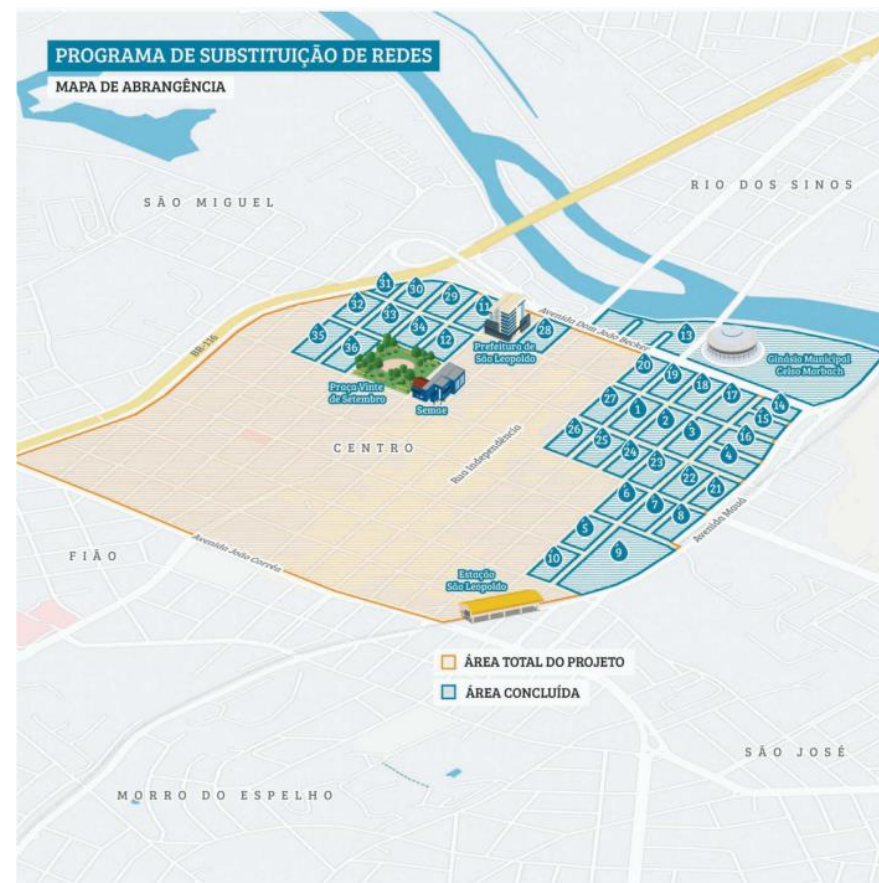 PROGRAMA DE SUBSTITUIÇÃO DE REDES
MAPA DE ABRANGÊNCIA
RIO DOS SINOS
SÃO MIGUEL
31
30
32
29
11
33
34
28
35
36
12
Avenida Dom João Becker
13
BR-116
Prefeitura de
São Leopoldo
Ginásio Municipal
Celso Morbach
Praça Vinte
de Setembro
Semae
20
19
18
17
14
27
1
15
2
26
25
3
16
24
4
23
22
21
6
7
8
5
10
9
CENTRO
Rua Independência
Avenida Mauá
Avenida João Corrêa
FIÃO
Estação
São Leopoldo
ÁREA TOTAL DO PROJETO
ÁREA CONCLUÍDA
SÃO JOSÉ
MORRO DO ESPELHO